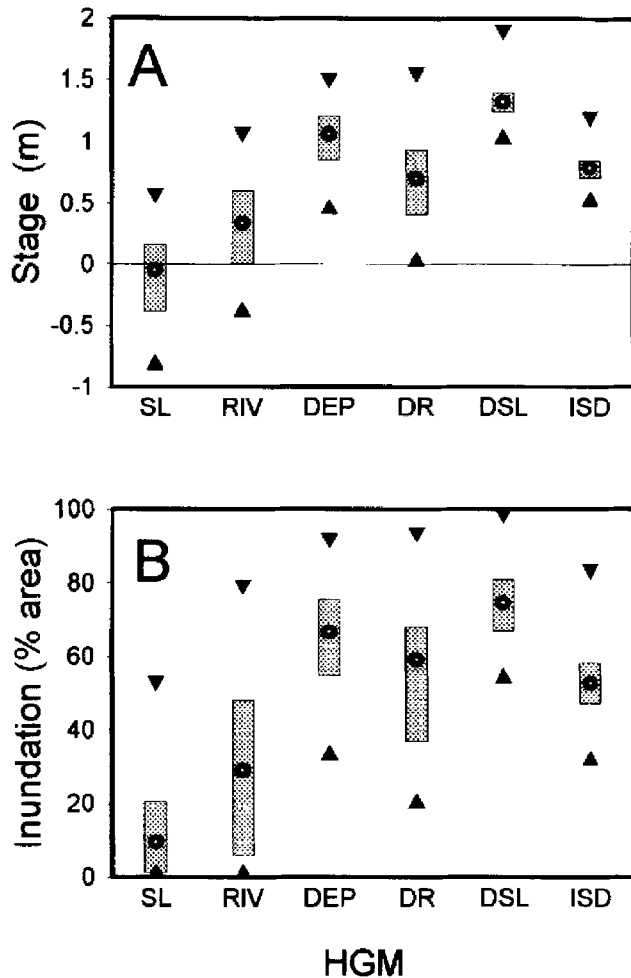 A
Stage (m)
2
1.5
1
0.5
0
-0.5
-1
SL RIV DEP DR DSL ISD
B
Inundation (% area)
100
80
60
40
20
0
SL RIV DEP DR DSL ISD
HGM